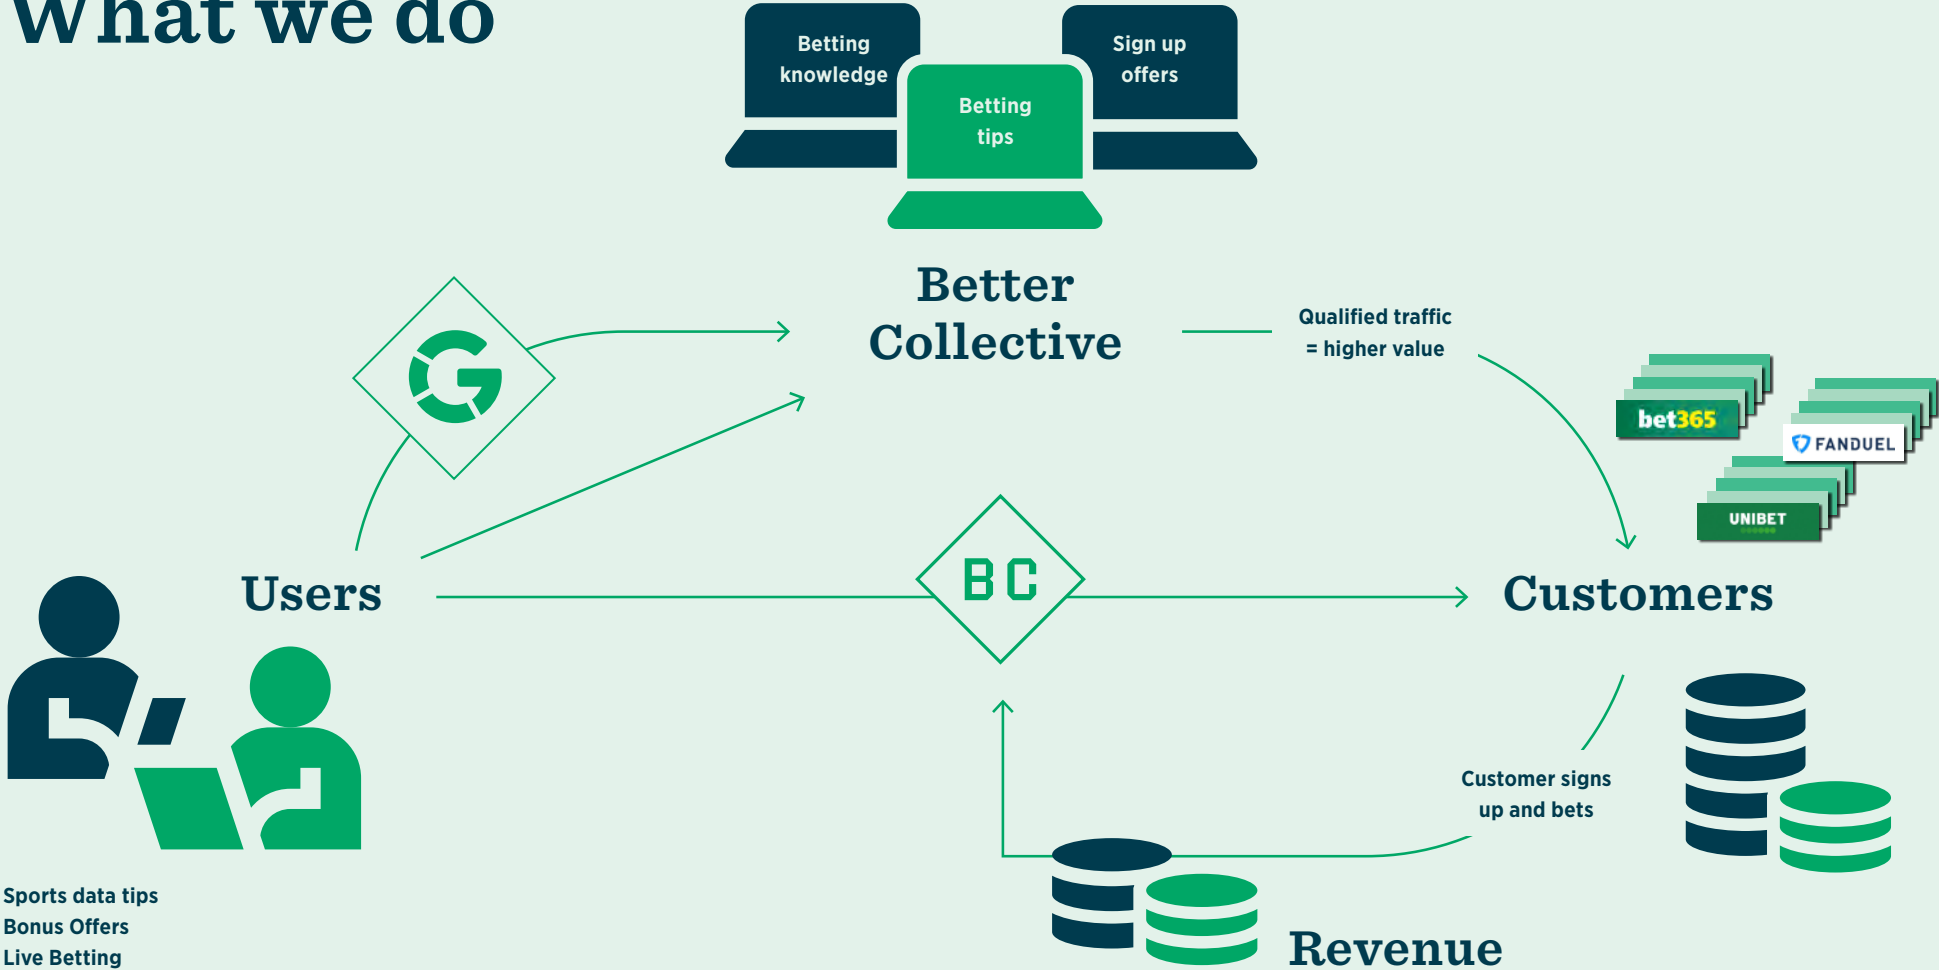 What we do
Betting
knowledge
Sign up
offers
Betting
tips
Better
Collective
G
Qualified traffic
= higher value
bet365
FANDUEL
UNIBET
BC
Users
Customers
Customer signs
up and bets
Sports data tips
Bonus Offers
Live Betting
Revenue